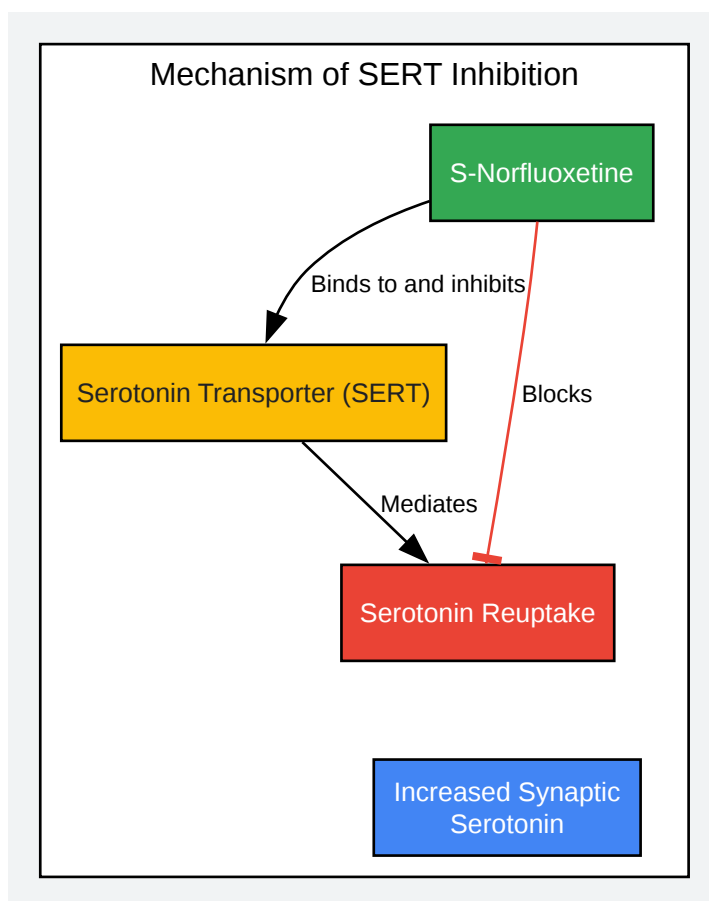 Mechanism of SERT Inhibition
S-Norfluoxetine
Binds to and inhibits
Serotonin Transporter (SERT)
Blocks
Mediates
Serotonin Reuptake
Increased Synaptic
Serotonin